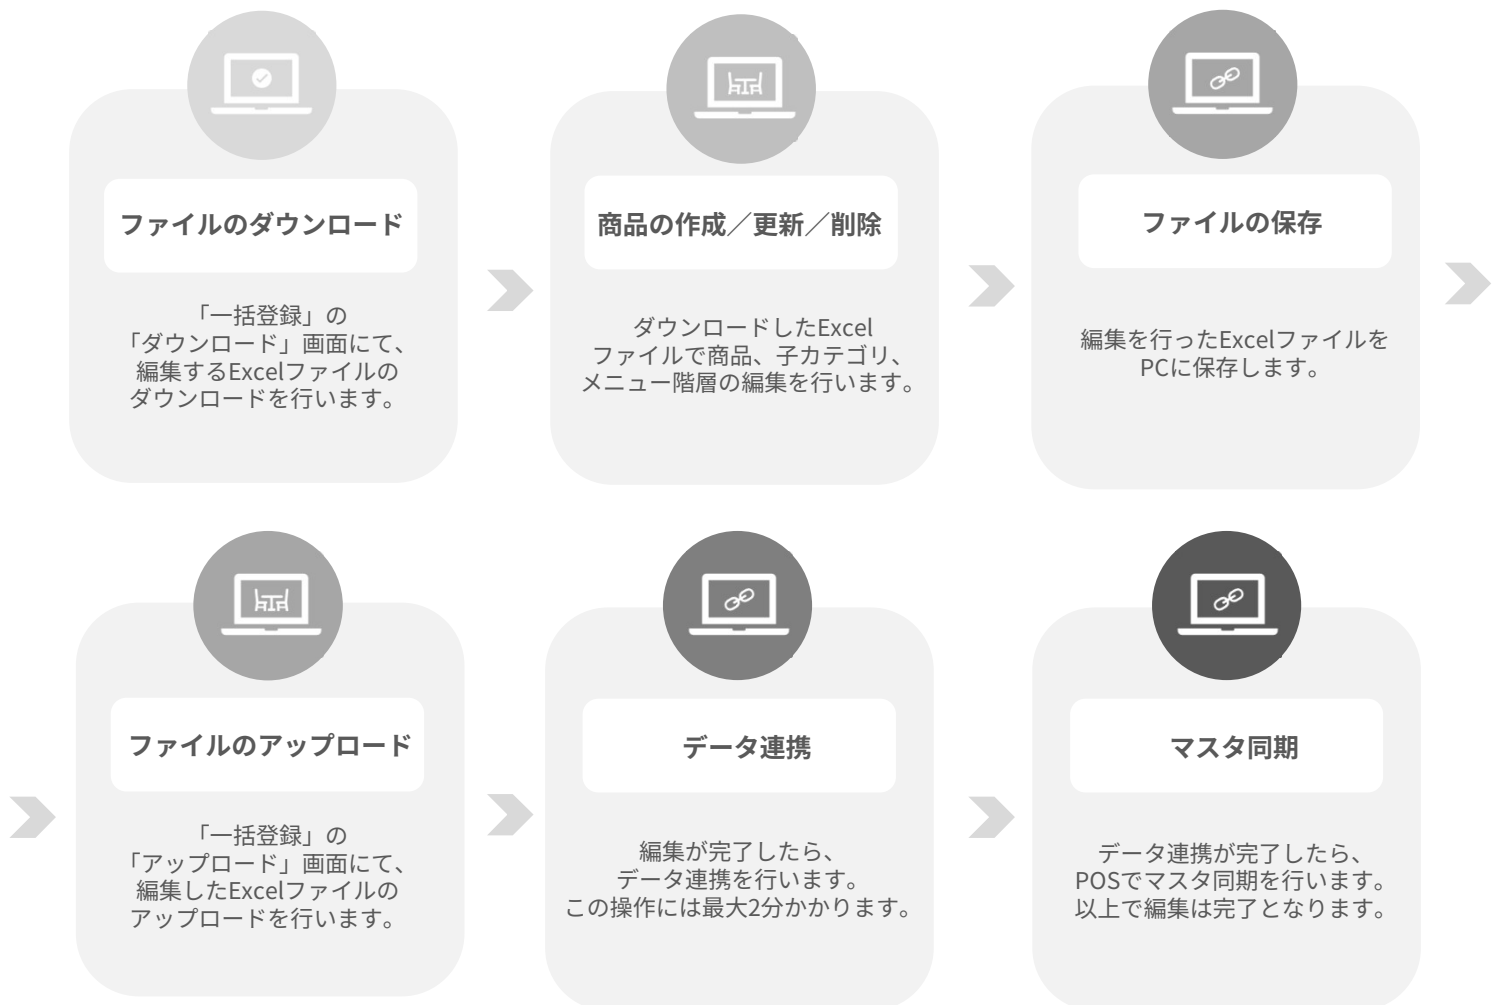 ファイルのダウンロード
「一括登録」の
「ダウンロード」画面にて、
編集するExcelファイルの
ダウンロードを行います。
商品の作成／更新／削除
ダウンロードしたExcel
ファイルで商品、子カテゴリ、
メニュー階層の編集を行います。
ファイルの保存
編集を行ったExcelファイルを
PCに保存します。
ファイルのアップロード
「一括登録」の
「アップロード」画面にて、
編集したExcelファイルの
アップロードを行います。
データ連携
編集が完了したら、
データ連携を行います。
この操作には最大2分かかります。
マスタ同期
データ連携が完了したら、
POSでマスタ同期を行います。
以上で編集は完了となります。